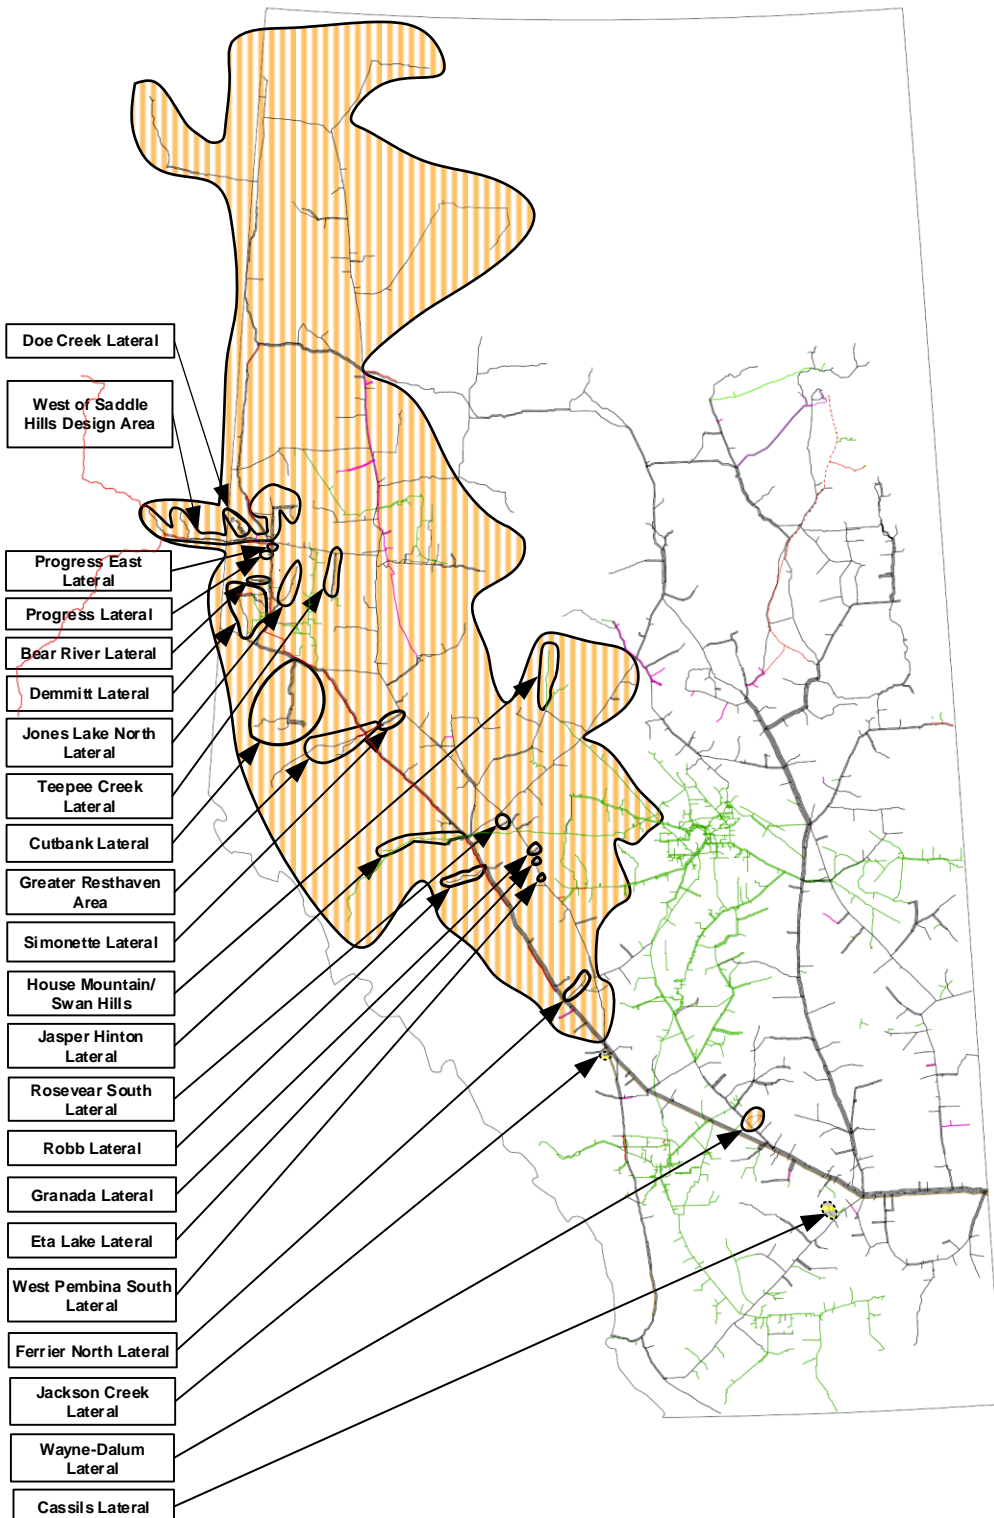 Doe Creek Lateral
West of Saddle
Hills Design Area
Progress East
Lateral
Progress Lateral
Bear River Lateral
Demmitt Lateral
Jones Lake North
Lateral
Teepee Creek
Lateral
Cutbank Lateral
Greater Resthaven
Area
Simonette Lateral
House Mountain/
Swan Hills
Jasper Hinton
Lateral
Rosevear South
Lateral
Robb Lateral
Granada Lateral
Eta Lake Lateral
West Pembina South
Lateral
Ferrier North Lateral
Jackson Creek
Lateral
Wayne-Dalum
Lateral
Cassils Lateral